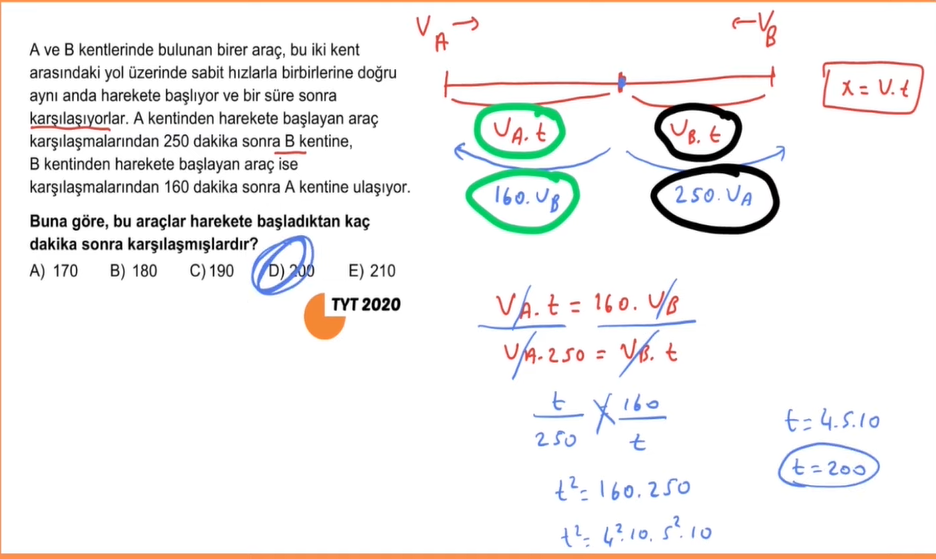 A ve B kentlerinde bulunan birer araç, bu iki kent
arasındaki yol üzerinde sabit hızlarla birbirlerine doğru
aynı anda harekete başlıyor ve bir süre sonra
karşılaşıyorlar. A kentinden harekete başlayan araç
karşılaşmalarından 250 dakika sonra B kentine,
B kentinden harekete başlayan araç ise
karşılaşmalarından 160 dakika sonra A kentine ulaşıyor.
Buna göre, bu araçlar harekete başladıktan kaç
dakika sonra karşılaşmışlardır?
A) 170 B) 180 C) 190 D) 200 E) 210
TYT 2020
V_A → ←V_B
x = V.t
V_A.t V_B.t
160.V_B 250.V_A
V_A.t = 160.V_B
V_A.250 = V_B.t
t/250 160/t
t² = 160.250
t² = 4².10.5².10
t = 4.5.10
t = 200